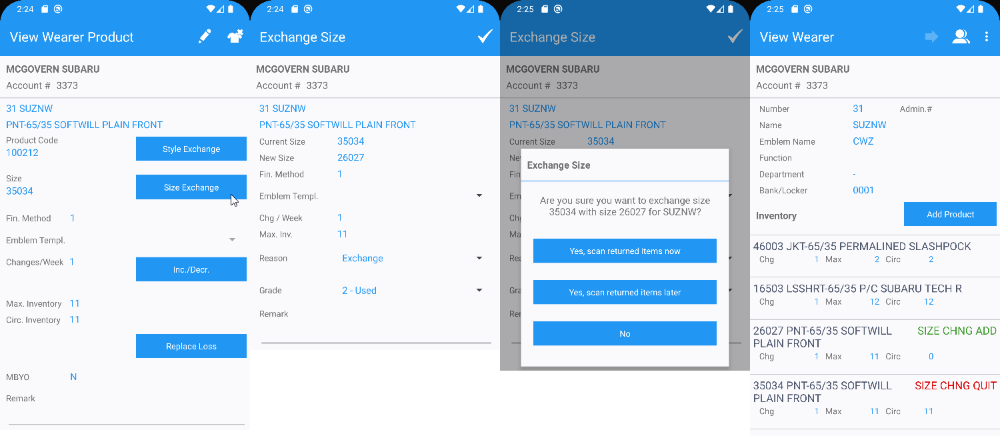 2:24
View Wearer Product
MCGOVERN SUBARU
Account # 3373
31 SUZNW
PNT-65/35 SOFTWILL PLAIN FRONT
Product Code
100212
Style Exchange
Size
35034
Size Exchange
Fin. Method 1
Emblem Templ.
Changes/Week 1
Inc./Decr.
Max. Inventory 11
Circ. Inventory 11
Replace Loss
MBYO N
Remark
2:24
Exchange Size
MCGOVERN SUBARU
Account # 3373
31 SUZNW
PNT-65/35 SOFTWILL PLAIN FRONT
Current Size 35034
New Size 26027
Fin. Method 1
Emblem Templ.
Chg / Week 1
Max. Inv. 11
Reason Exchange
Grade 2 - Used
Remark
2:25
Exchange Size
MCGOVERN SUBARU
Account # 3373
31 SUZNW
PNT-65/35 SOFTWILL PLAIN FRONT
Current Size 35034
Exchange Size
Are you sure you want to exchange size
35034 with size 26027 for SUZNW?
Yes, scan returned items now
Yes, scan returned items later
No
2:25
View Wearer
MCGOVERN SUBARU
Account # 3373
Number 31 Admin.#
Name SUZNW
Emblem Name CWZ
Function
Department -
Bank/Locker 0001
Inventory Add Product
46003 JKT-65/35 PERMALINED SLASHPOCK
Chg 1 Max 2 Circ 2
16503 LSSHRT-65/35 P/C SUBARU TECH R
Chg 1 Max 12 Circ 12
26027 PNT-65/35 SOFTWILL SIZE CHNG ADD
PLAIN FRONT
Chg 1 Max 11 Circ 0
35034 PNT-65/35 SOFTWILL SIZE CHNG QUIT
PLAIN FRONT
Chg 1 Max 11 Circ 11